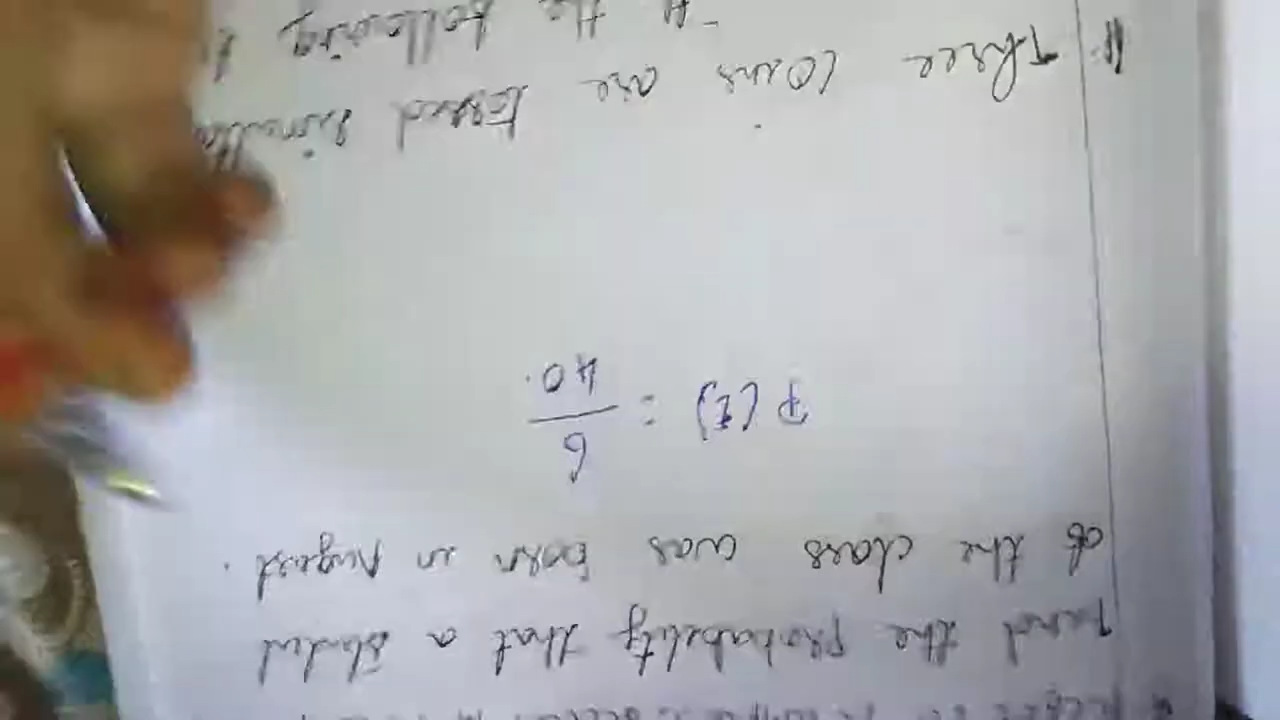 find the probability that a student
of the class was born in August.
P(E) = 6/40.
11. Three coins are tossed
the following